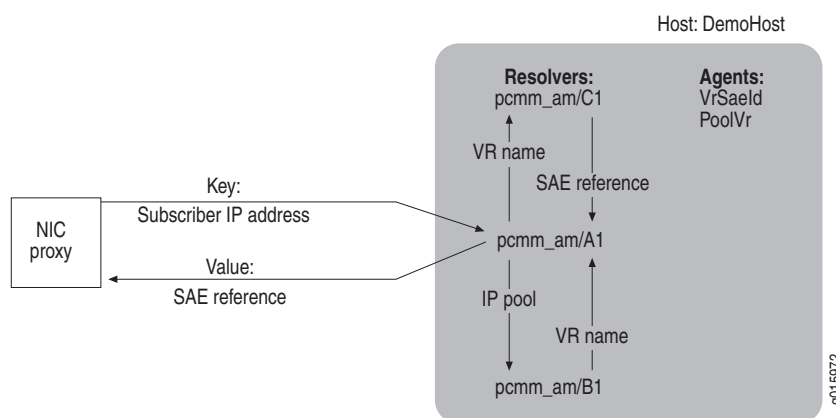 Host: DemoHost
Resolvers:
pcmm_am/C1
Agents:
VrSaeId
PoolVr
VR name
SAE reference
Key:
Subscriber IP address
NIC
proxy
pcmm_am/A1
Value:
SAE reference
IP pool
VR name
pcmm_am/B1
g015972